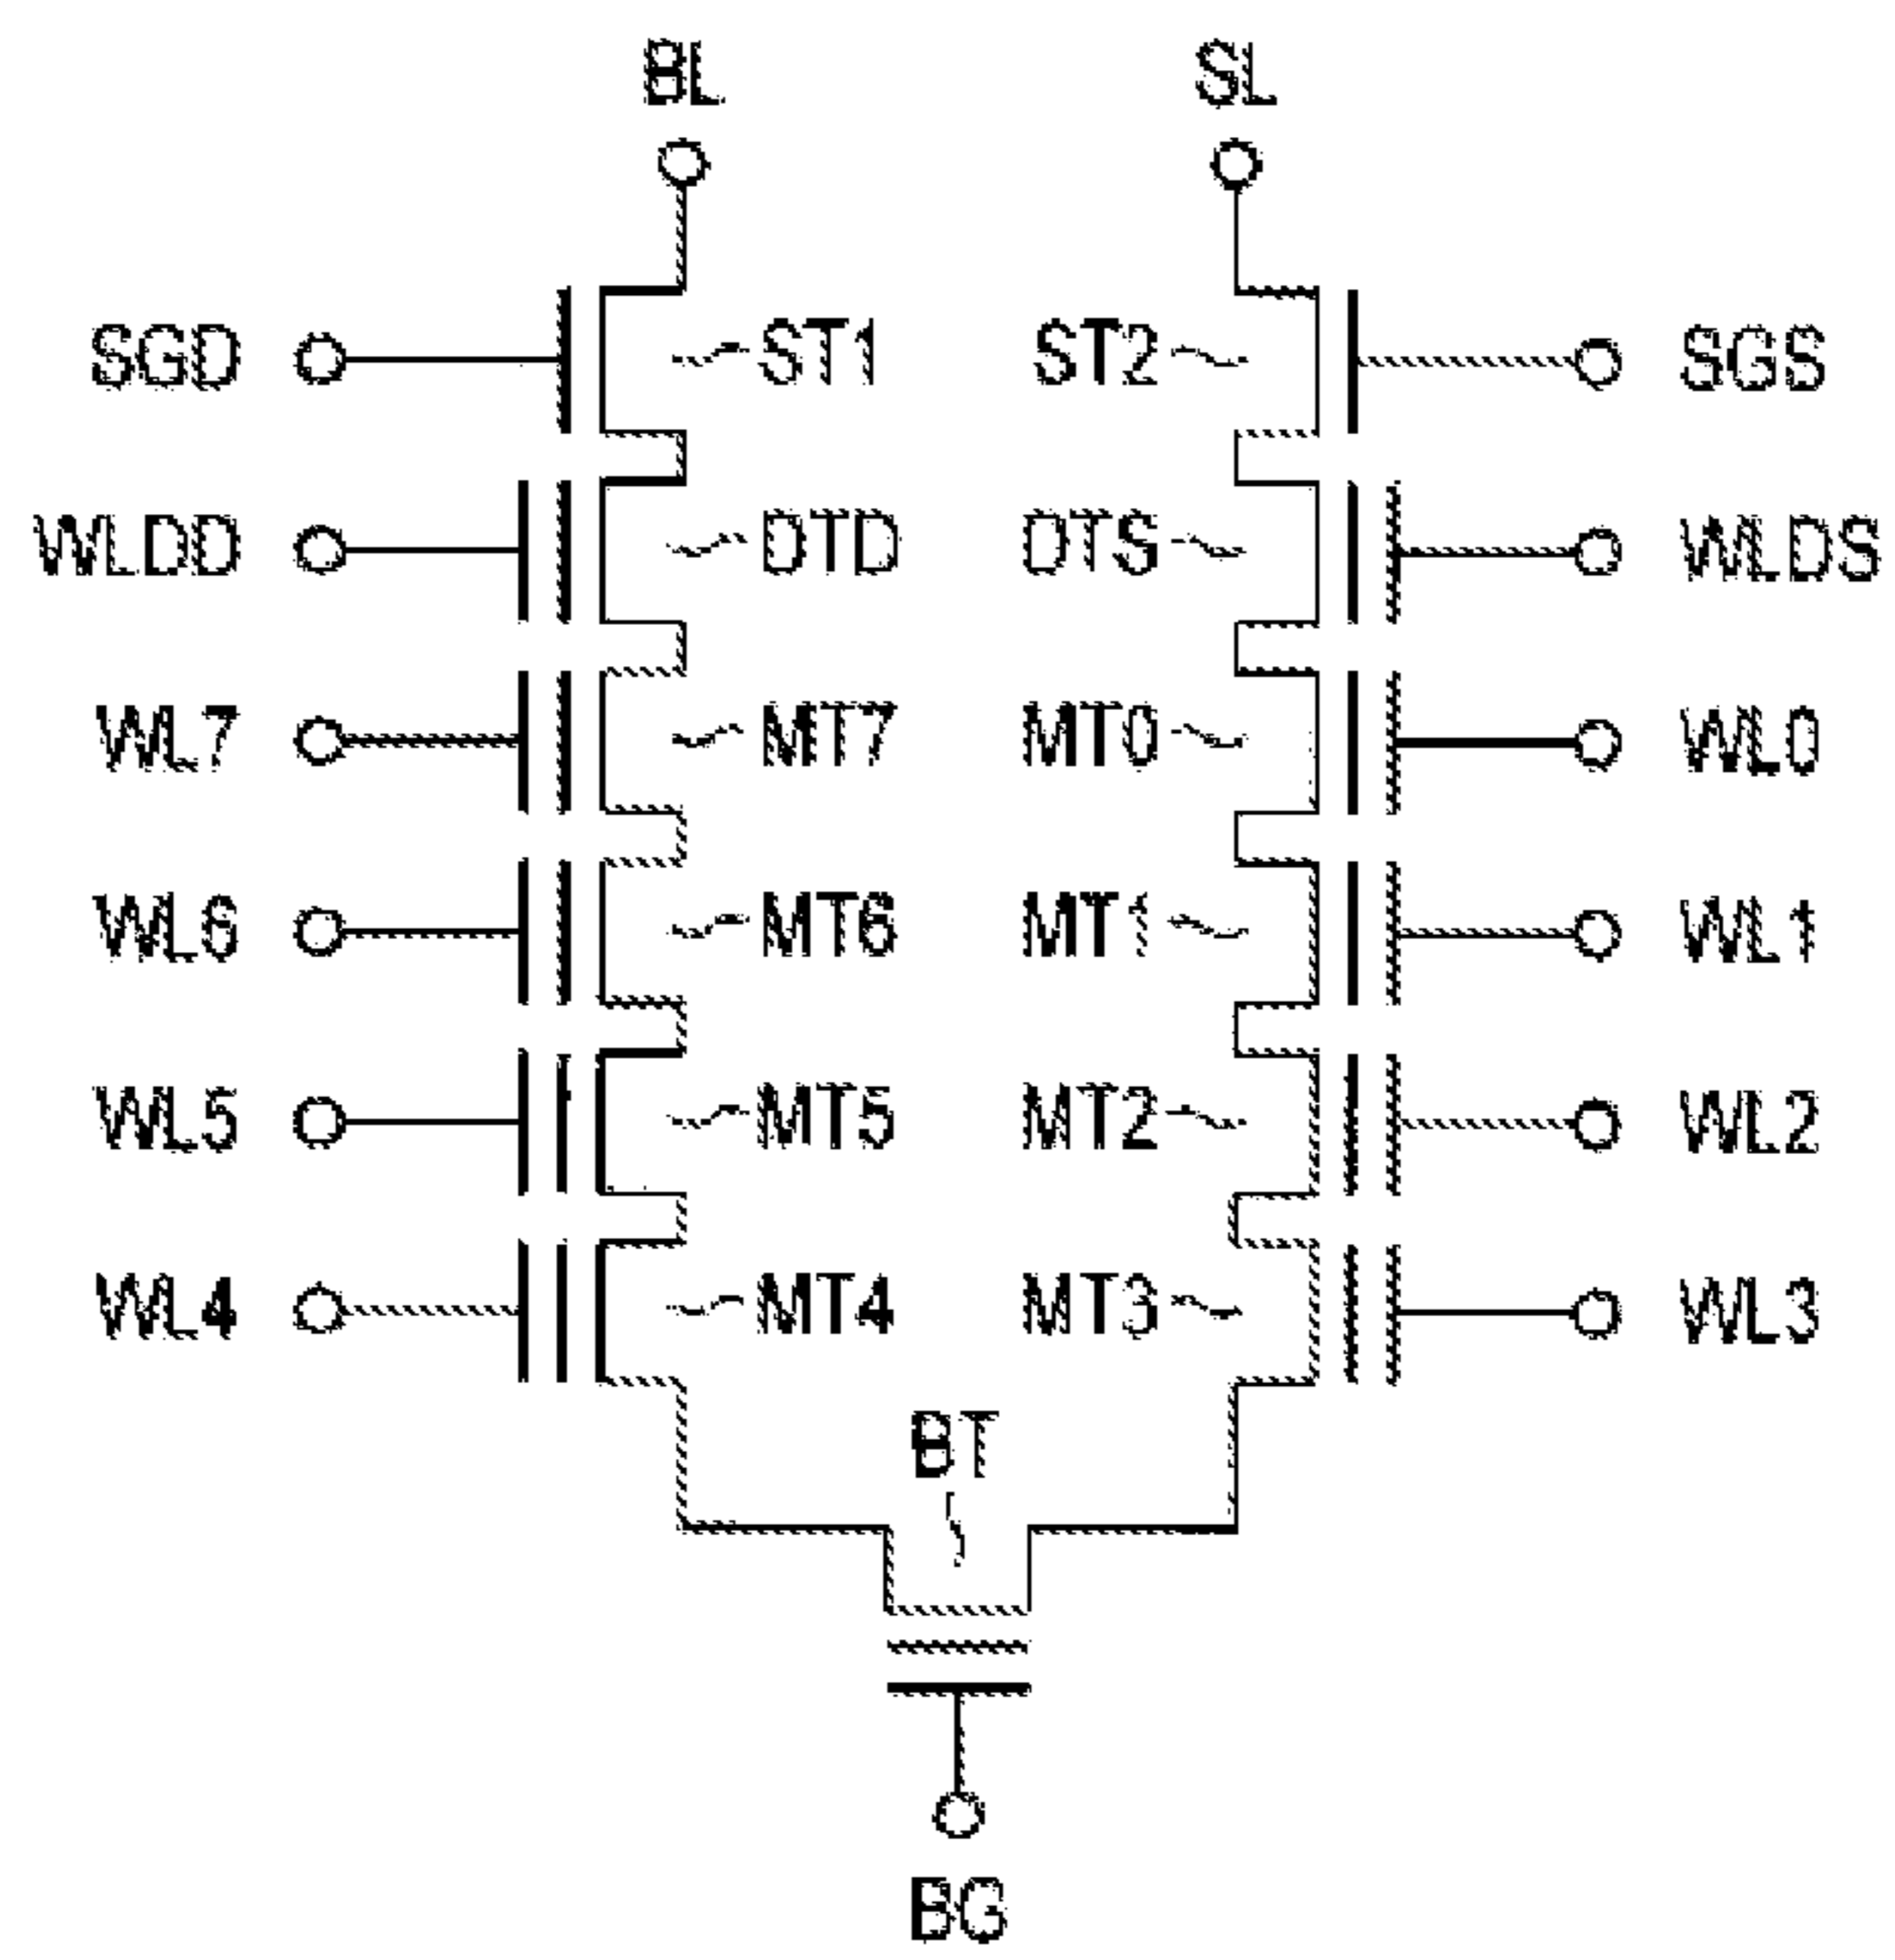 BL SL
SGD ST1 ST2 SGS
WLDD DTD DTS WLDS
WL7 MT7 MT0 WL0
WL6 MT6 MT1 WL1
WL5 MT5 MT2 WL2
WL4 MT4 MT3 WL3
BT
BG